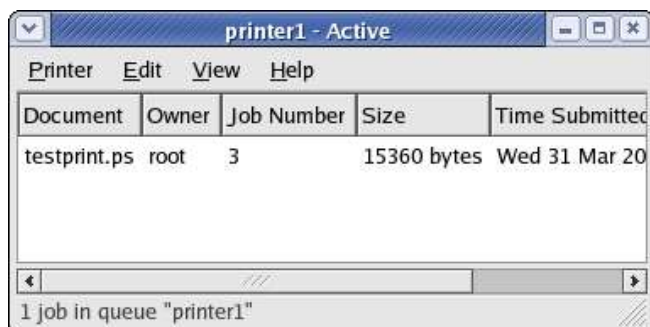 printer1 - Active
Printer Edit View Help
Document Owner Job Number Size Time Submitted
testprint.ps root 3 15360 bytes Wed 31 Mar 20
1 job in queue "printer1"